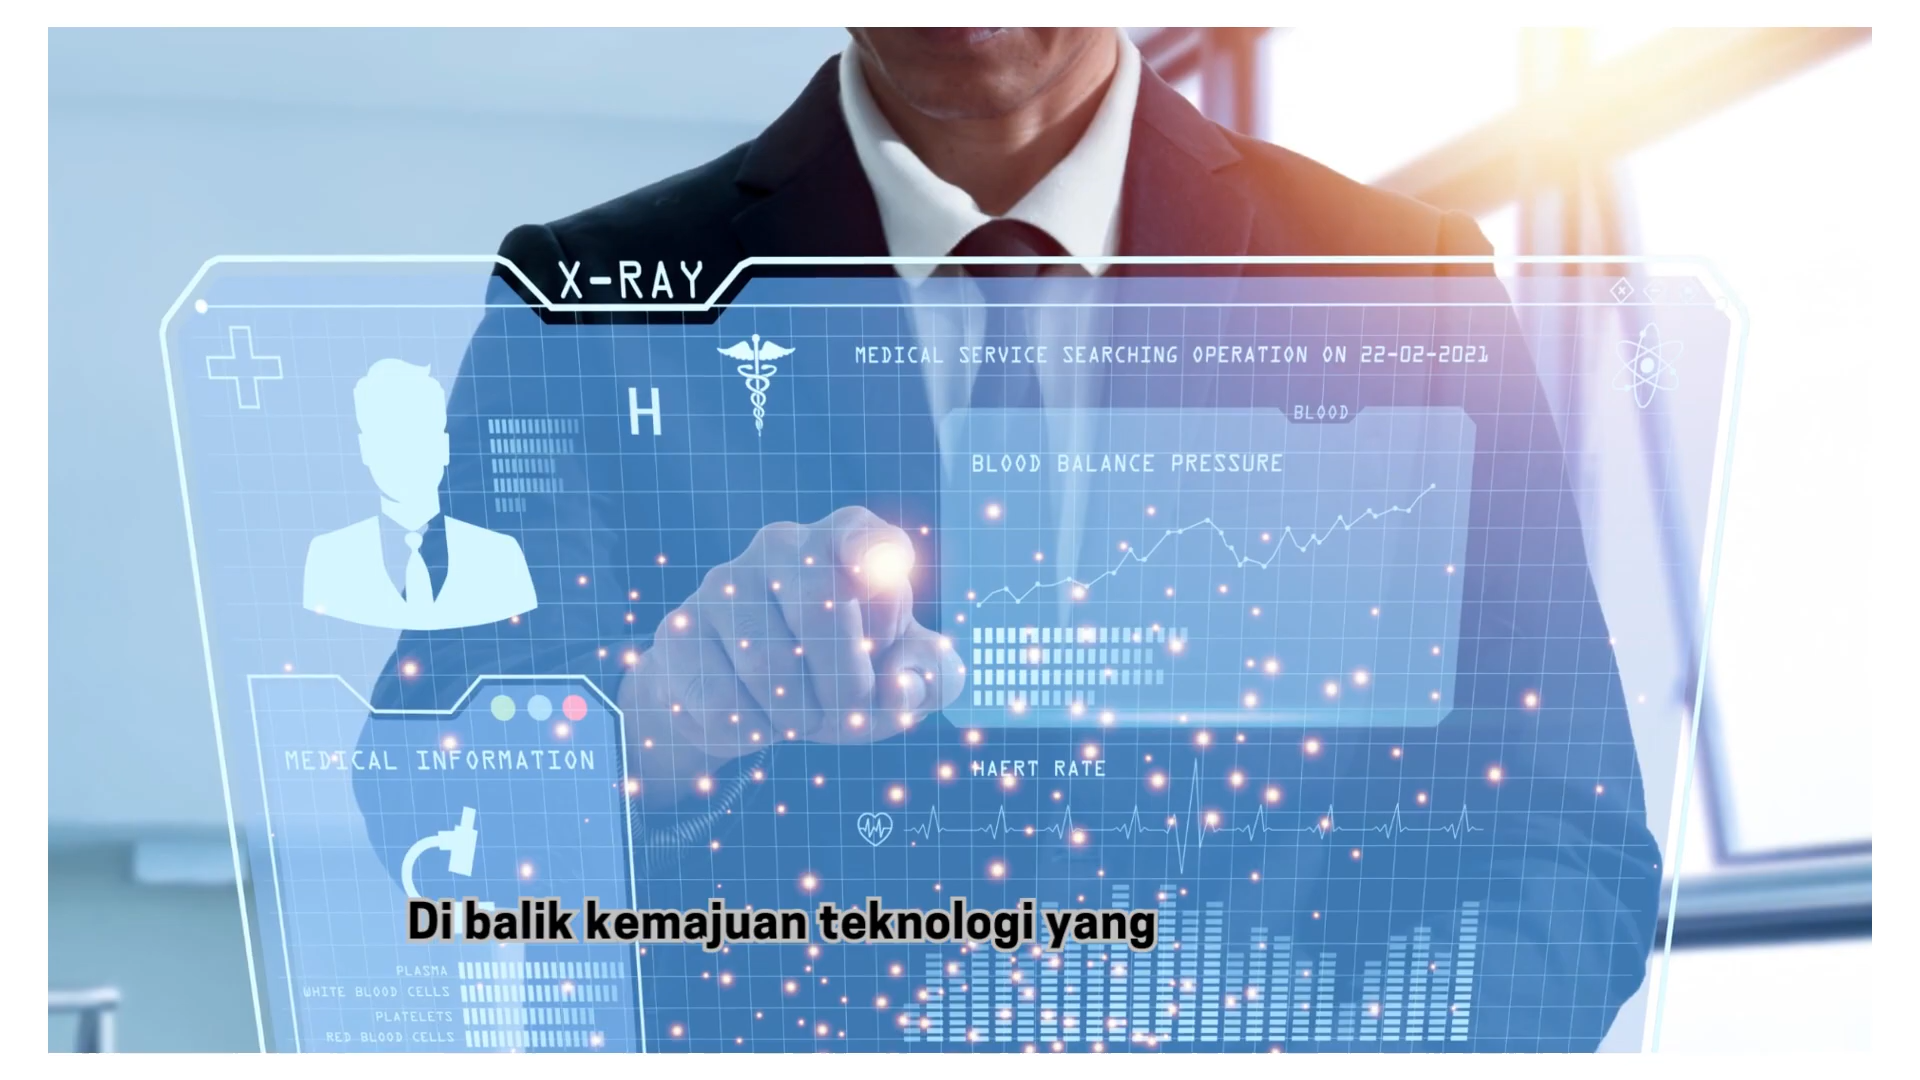 X-RAY
H
MEDICAL SERVICE SEARCHING OPERATION ON 22-02-2021
BLOOD
BLOOD BALANCE PRESSURE
MEDICAL INFORMATION
HAERT RATE
Di balik kemajuan teknologi yang
PLASMA
WHITE BLOOD CELLS
PLATELETS
RED BLOOD CELLS